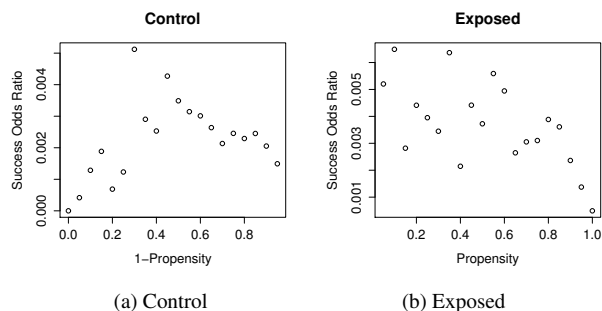 Control
Success Odds Ratio
0.004
0.002
0.000
0.0 0.2 0.4 0.6 0.8
1−Propensity
(a) Control
Exposed
Success Odds Ratio
0.005
0.003
0.001
0.2 0.4 0.6 0.8 1.0
Propensity
(b) Exposed